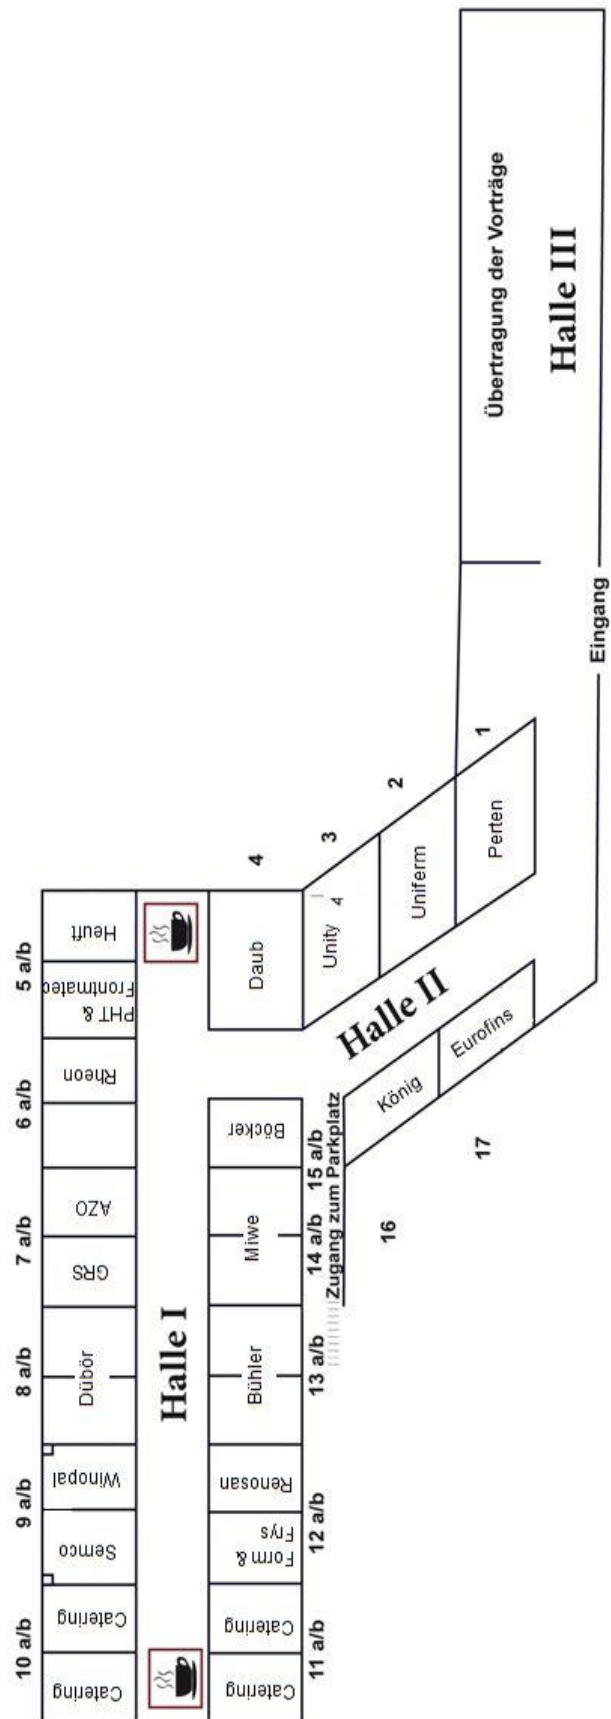 Übertragung der Vorträge
Halle III
Eingang
1
Perten
2
Uniferm
3
Unity
4
4
Daub
Halle II
Eurofins
König
17
16
Zugang zum Parkplatz
5 a/b
Heuft
PHT &
Frontmatec
6 a/b
Rheon
7 a/b
AZO
GRS
8 a/b
Dübör
9 a/b
Winopal
Semco
10 a/b
Catering
Catering
Halle I
15 a/b
Böcker
14 a/b
Miwe
13 a/b
Bühler
12 a/b
Renosan
Form &
Frys
11 a/b
Catering
Catering